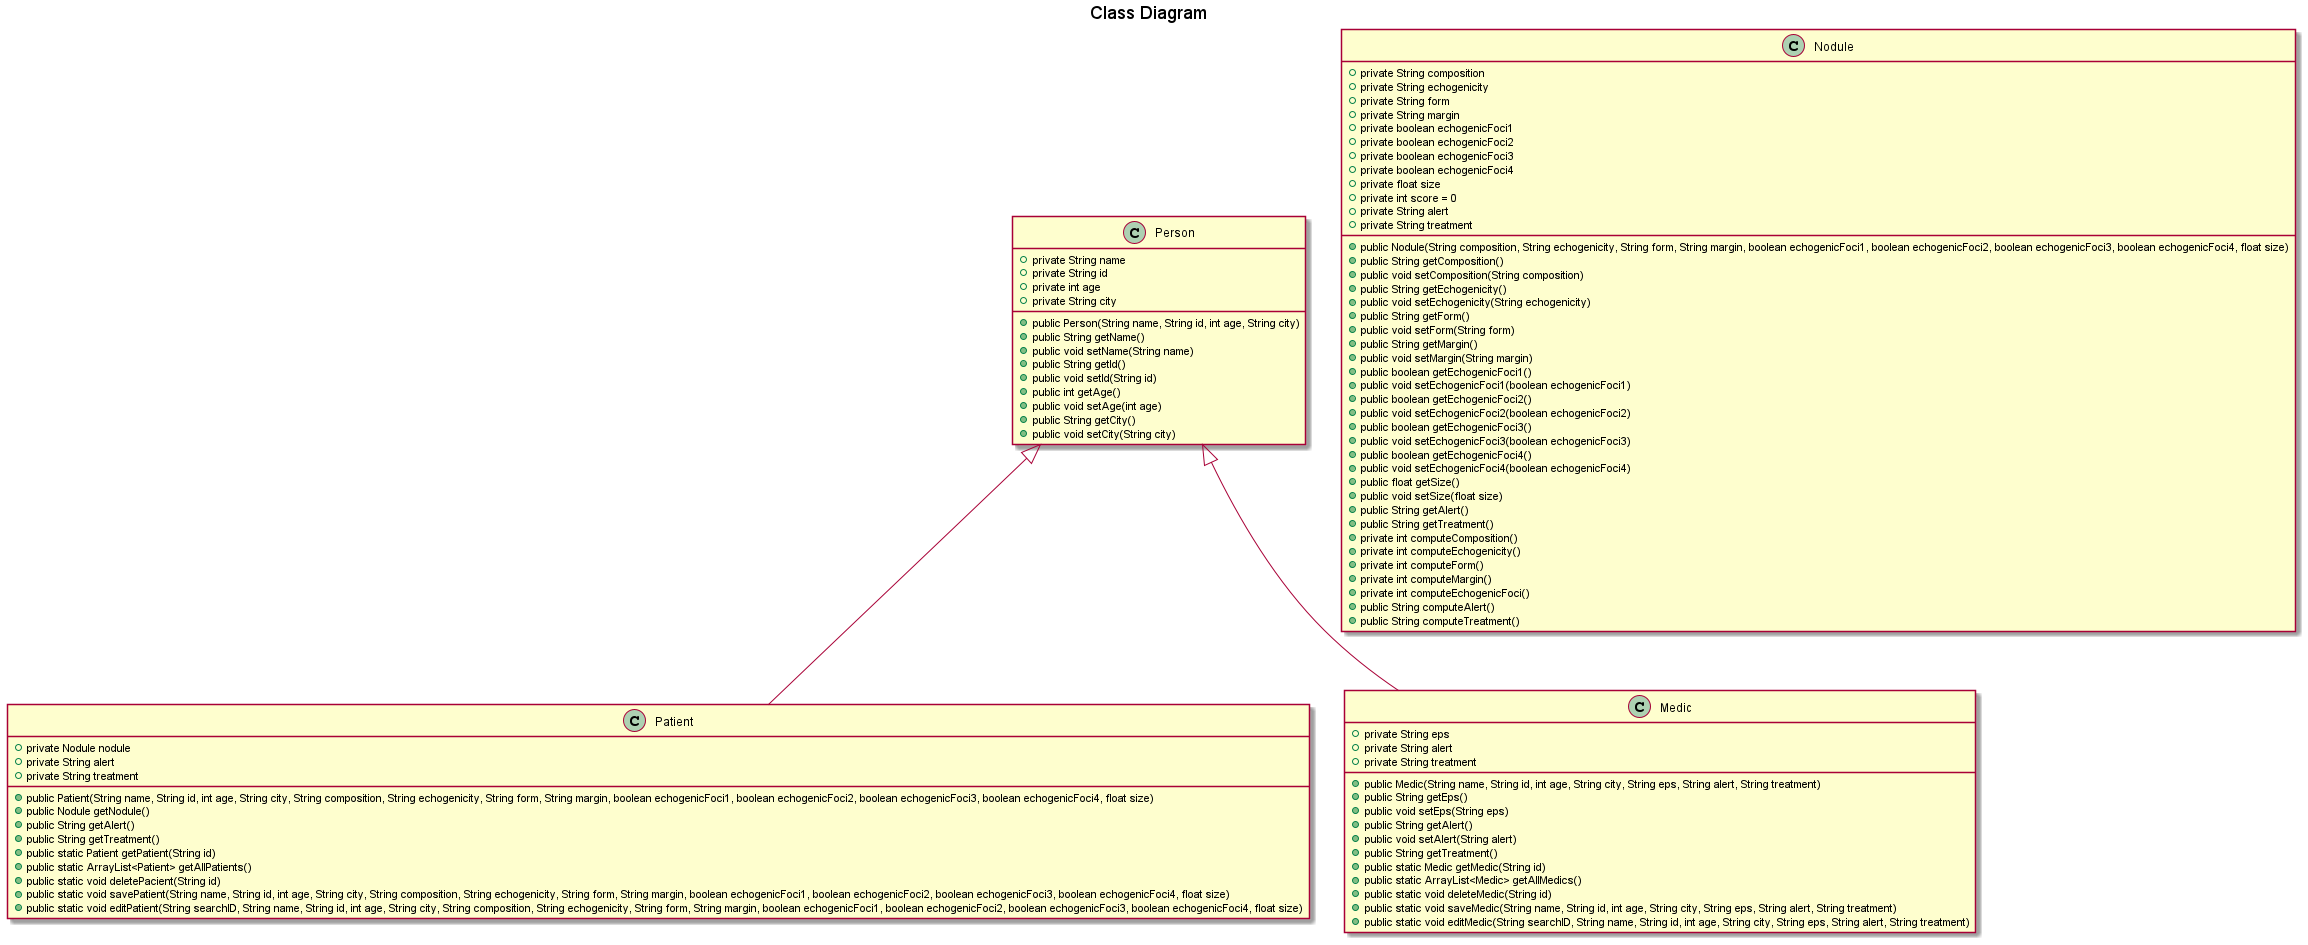 Class Diagram
C Nodule
private String composition
private String echogenicity
private String form
private String margin
private boolean echogenicFoci1
private boolean echogenicFoci2
private boolean echogenicFoci3
private boolean echogenicFoci4
private float size
private int score = 0
private String alert
private String treatment
public Nodule(String composition, String echogenicity, String form, String margin, boolean echogenicFoci1, boolean echogenicFoci2, boolean echogenicFoci3, boolean echogenicFoci4, float size)
public String getComposition()
public void setComposition(String composition)
public String getEchogenicity()
public void setEchogenicity(String echogenicity)
public String getForm()
public void setForm(String form)
public String getMargin()
public void setMargin(String margin)
public boolean getEchogenicFoci1()
public void setEchogenicFoci1(boolean echogenicFoci1)
public boolean getEchogenicFoci2()
public void setEchogenicFoci2(boolean echogenicFoci2)
public boolean getEchogenicFoci3()
public void setEchogenicFoci3(boolean echogenicFoci3)
public boolean getEchogenicFoci4()
public void setEchogenicFoci4(boolean echogenicFoci4)
public float getSize()
public void setSize(float size)
public String getAlert()
public String getTreatment()
private int computeComposition()
private int computeEchogenicity()
private int computeForm()
private int computeMargin()
private int computeEchogenicFoci()
public String computeAlert()
public String computeTreatment()
C Person
private String name
private String id
private int age
private String city
public Person(String name, String id, int age, String city)
public String getName()
public void setName(String name)
public String getId()
public void setId(String id)
public int getAge()
public void setAge(int age)
public String getCity()
public void setCity(String city)
C Patient
private Nodule nodule
private String alert
private String treatment
public Patient(String name, String id, int age, String city, String composition, String echogenicity, String form, String margin, boolean echogenicFoci1, boolean echogenicFoci2, boolean echogenicFoci3, boolean echogenicFoci4, float size)
public Nodule getNodule()
public String getAlert()
public String getTreatment()
public static Patient getPatient(String id)
public static ArrayList<Patient> getAllPatients()
public static void deletePacient(String id)
public static void savePatient(String name, String id, int age, String city, String composition, String echogenicity, String form, String margin, boolean echogenicFoci1, boolean echogenicFoci2, boolean echogenicFoci3, boolean echogenicFoci4, float size)
public static void editPatient(String searchID, String name, String id, int age, String city, String composition, String echogenicity, String form, String margin, boolean echogenicFoci1, boolean echogenicFoci2, boolean echogenicFoci3, boolean echogenicFoci4, float size)
C Medic
private String eps
private String alert
private String treatment
public Medic(String name, String id, int age, String city, String eps, String alert, String treatment)
public String getEps()
public void setEps(String eps)
public String getAlert()
public void setAlert(String alert)
public String getTreatment()
public static Medic getMedic(String id)
public static ArrayList<Medic> getAllMedics()
public static void deleteMedic(String id)
public static void saveMedic(String name, String id, int age, String city, String eps, String alert, String treatment)
public static void editMedic(String searchID, String name, String id, int age, String city, String eps, String alert, String treatment)